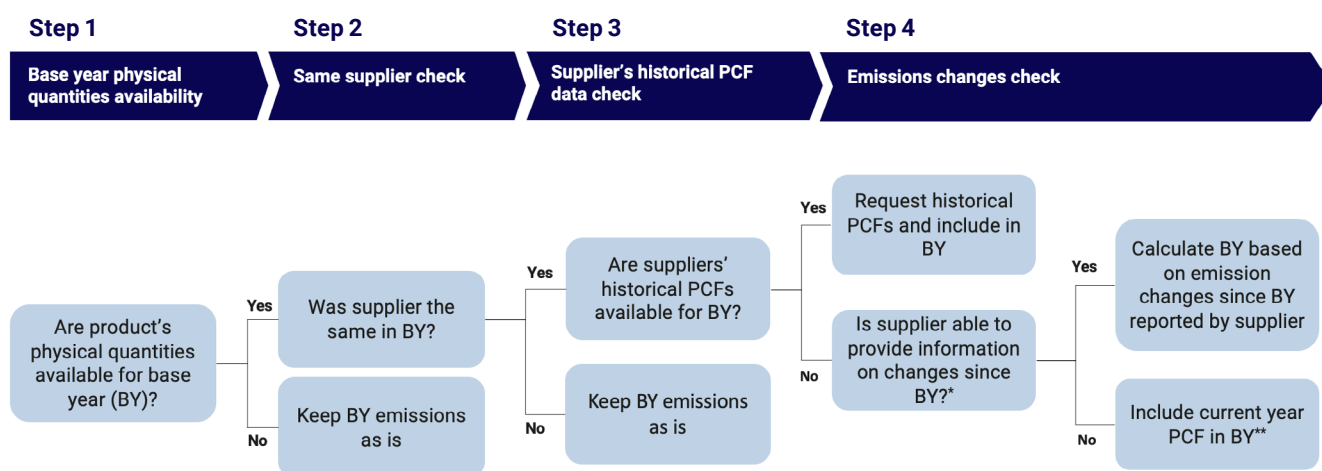 Step 1
Step 2
Step 3
Step 4
Base year physical
quantities availability
Same supplier check
Supplier's historical PCF
data check
Emissions changes check
Are product's
physical quantities
available for base
year (BY)?
Yes
No
Was supplier the
same in BY?
Keep BY emissions
as is
Yes
No
Are suppliers'
historical PCFs
available for BY?
Keep BY emissions
as is
Yes
No
Request historical
PCFs and include in
BY
Is supplier able to
provide information
on changes since
BY?*
Yes
No
Calculate BY based
on emission
changes since BY
reported by supplier
Include current year
PCF in BY**